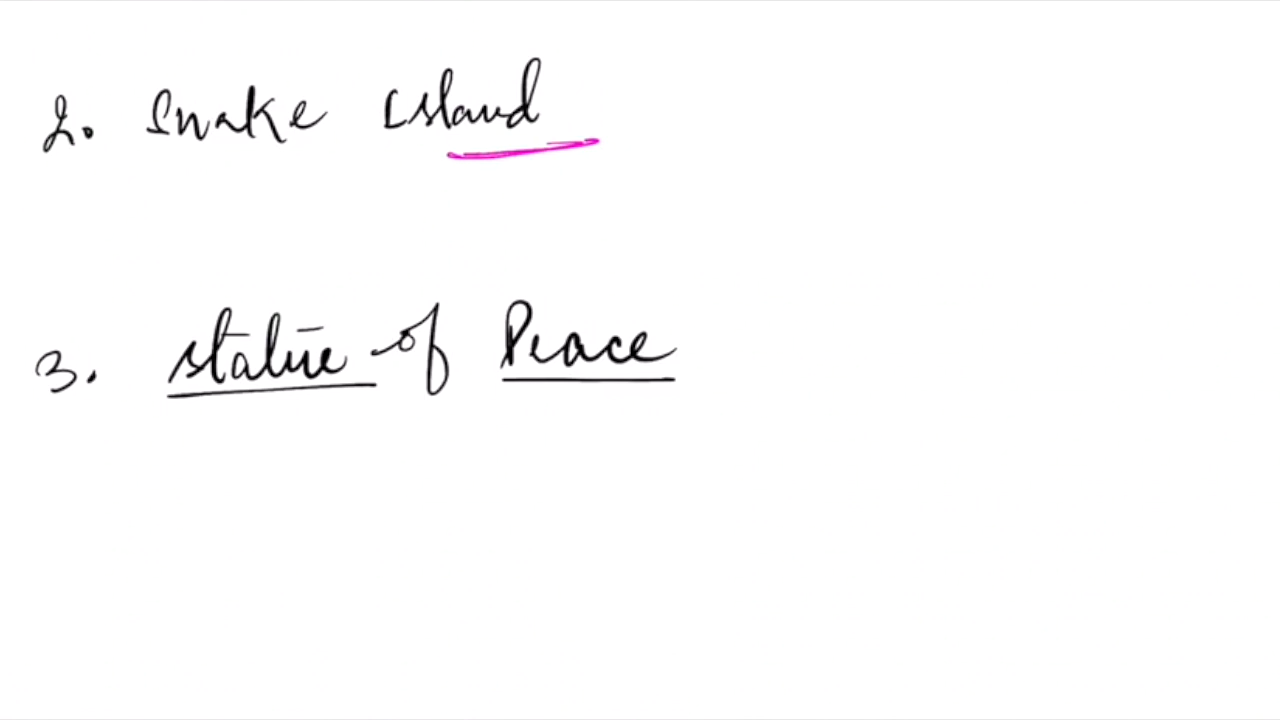 2. Snake Island
3. Statue of Peace